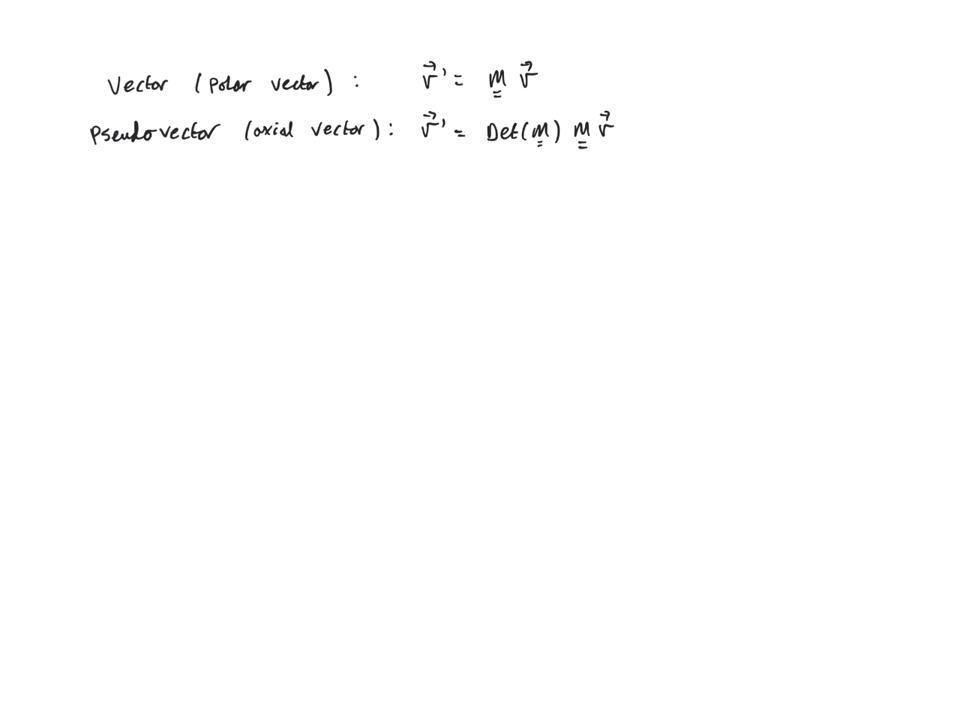 Vector (polar vector) : v⃗' = m v⃗
Pseudovector (axial vector) : v⃗' = Det(m) m v⃗